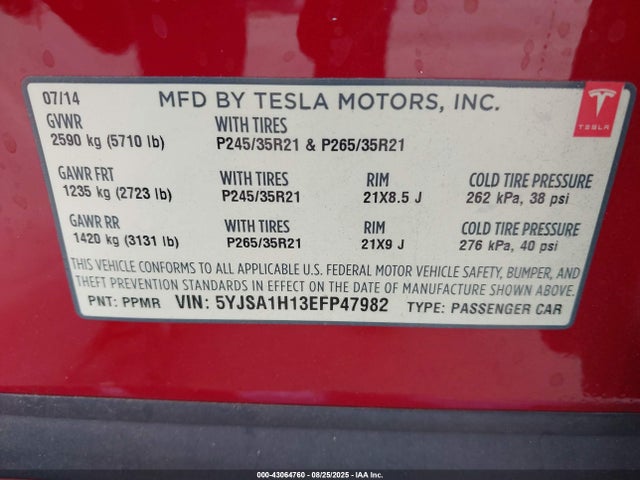 07/14 MFD BY TESLA MOTORS, INC.
TESLA
GVWR WITH TIRES
2590 kg (5710 lb) P245/35R21 & P265/35R21
GAWR FRT WITH TIRES RIM COLD TIRE PRESSURE
1235 kg (2723 lb) P245/35R21 21X8.5 J 262 kPa, 38 psi
GAWR RR WITH TIRES RIM COLD TIRE PRESSURE
1420 kg (3131 lb) P265/35R21 21X9 J 276 kPa, 40 psi
THIS VEHICLE CONFORMS TO ALL APPLICABLE U.S. FEDERAL MOTOR VEHICLE SAFETY, BUMPER, AND
THEFT PREVENTION STANDARDS IN EFFECT ON THE DATE OF MANUFACTURE SHOWN ABOVE.
PNT: PPMR VIN: 5YJSA1H13EFP47982 TYPE: PASSENGER CAR
000-43064760 - 08/25/2025 - IAA Inc.